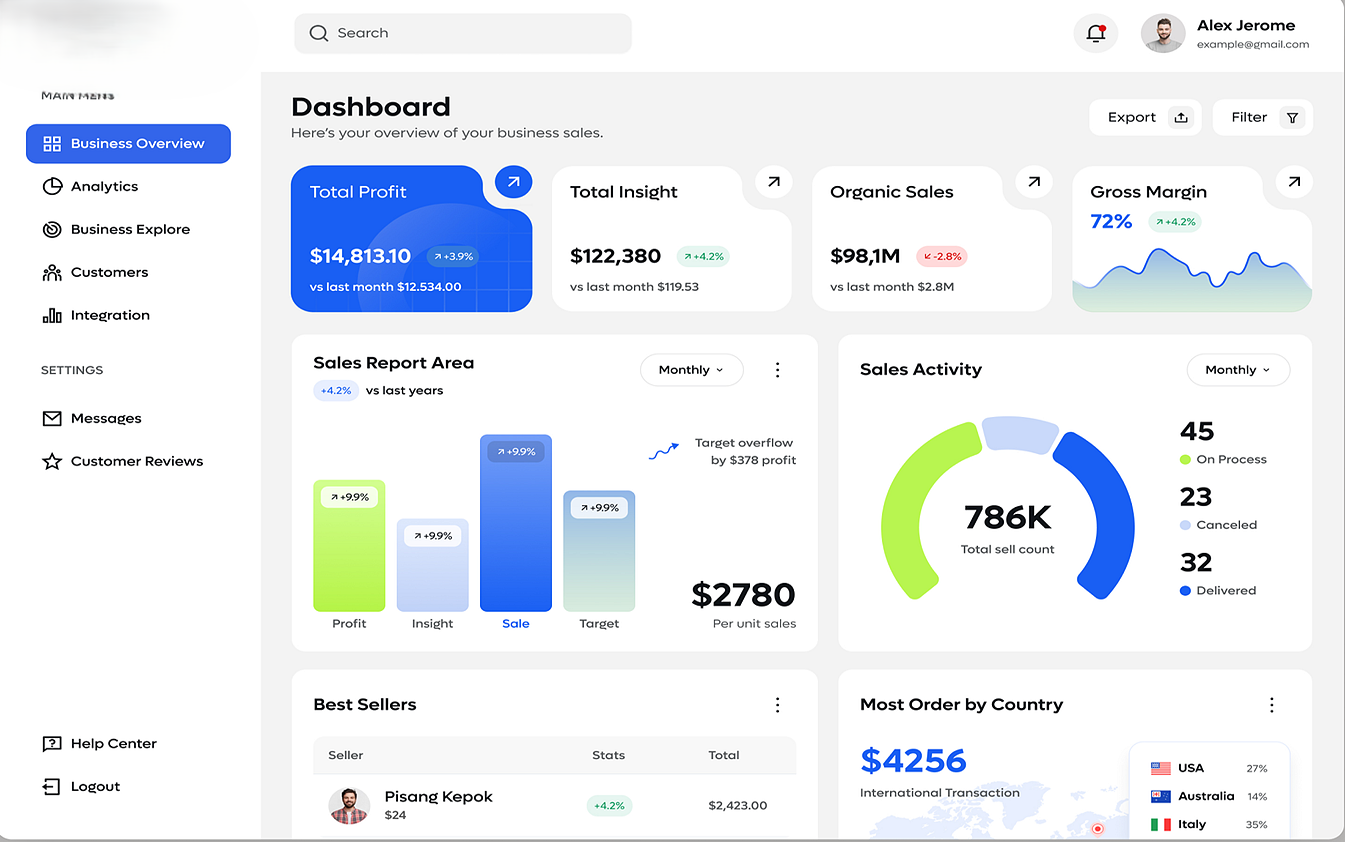 Search
Alex Jerome
example@gmail.com
Business Overview
Analytics
Business Explore
Customers
Integration
SETTINGS
Messages
Customer Reviews
Help Center
Logout
Dashboard
Here's your overview of your business sales.
Export
Filter
Total Profit
$14,813.10 +3.9%
vs last month $12.534.00
Total Insight
$122,380 +4.2%
vs last month $119.53
Organic Sales
$98,1M -2.8%
vs last month $2.8M
Gross Margin
72% +4.2%
Sales Report Area
Monthly
+4.2% vs last years
+9.9%
+9.9%
+9.9%
+9.9%
Profit
Insight
Sale
Target
Target overflow
by $378 profit
$2780
Per unit sales
Sales Activity
Monthly
786K
Total sell count
45
On Process
23
Canceled
32
Delivered
Best Sellers
Seller Stats Total
Pisang Kepok
$24
+4.2%
$2,423.00
Most Order by Country
$4256
International Transaction
USA 27%
Australia 14%
Italy 35%